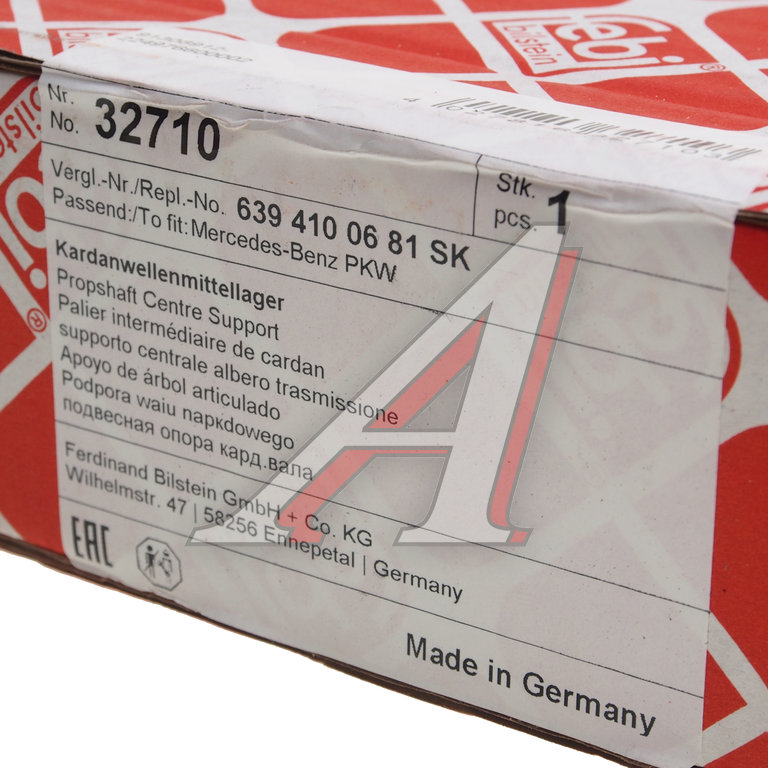 febi
bilstein
Nr.
No. 32710
Vergl.-Nr./Repl.-No. 639 410 06 81 SK
Passend:/To fit: Mercedes-Benz PKW
Stk.
pcs. 1
Kardanwellenmittellager
Propshaft Centre Support
Palier intermédiaire de cardan
supporto centrale albero trasmissione
Apoyo de árbol articulado
Podpora waiu napkdowego
подвесная опора кард.вала
Ferdinand Bilstein GmbH + Co. KG
Wilhelmstr. 47 | 58256 Ennepetal | Germany
EAC
Made in Germany
bilstein